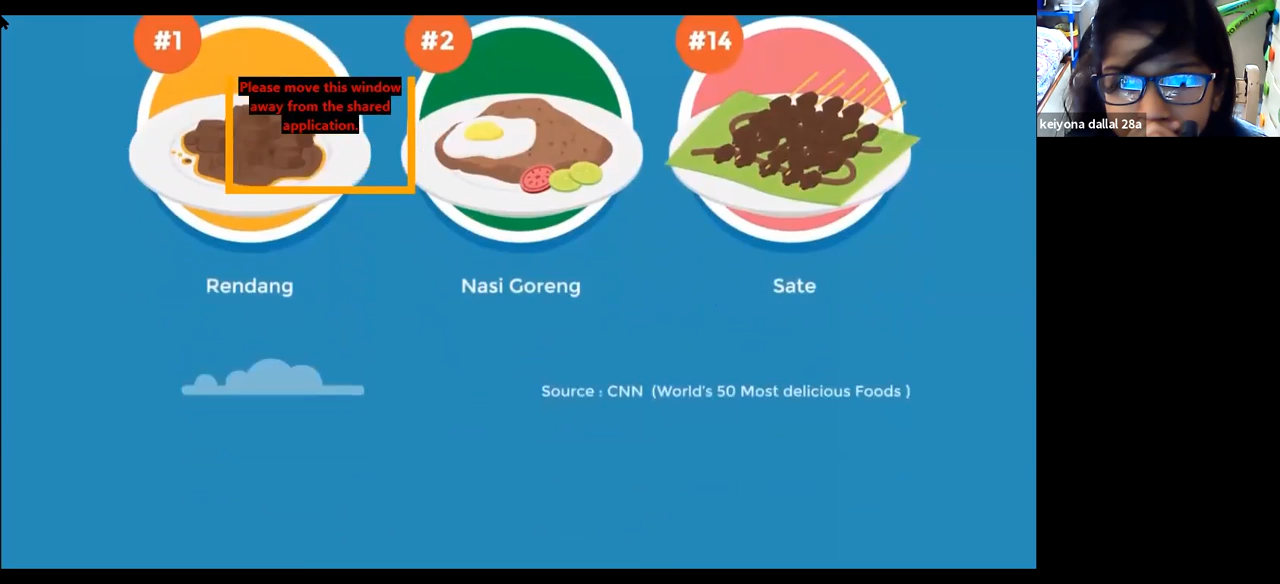 #1
#2
#14
Please move this window
away from the shared
application.
keiyona dallal 28a
Rendang
Nasi Goreng
Sate
Source : CNN (World's 50 Most delicious Foods )